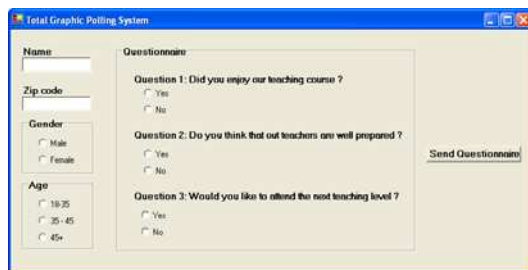 Total Graphic Polling System
Name
Zip code
Gender
Male
Female
Age
18-35
35 - 45
45+
Questionnaire
Question 1: Did you enjoy our teaching course ?
Yes
No
Question 2: Do you think that out teachers are well prepared ?
Yes
No
Question 3: Would you like to attend the next teaching level ?
Yes
No
Send Questionnaire